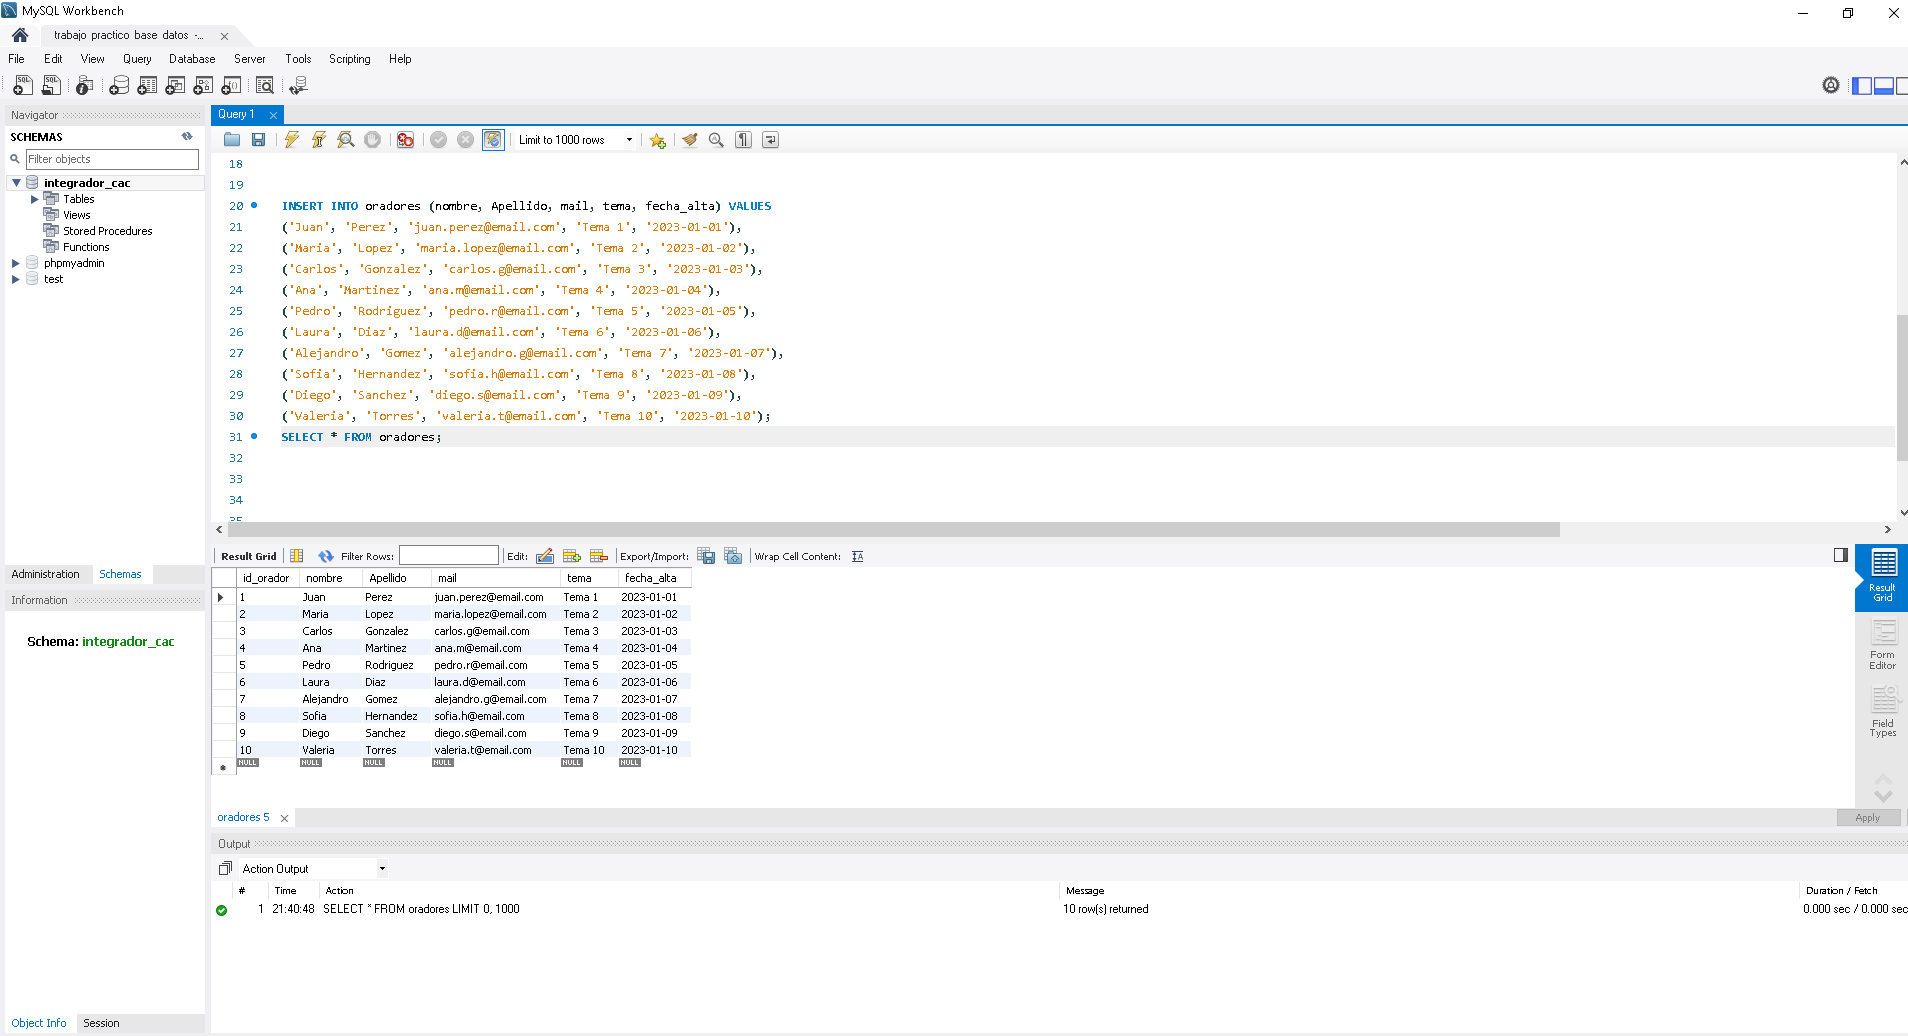 MySQL Workbench
trabajo practico base datos -...
File Edit View Query Database Server Tools Scripting Help
Navigator
SCHEMAS
Filter objects
integrador_cac
Tables
Views
Stored Procedures
Functions
phpmyadmin
test
Administration Schemas
Information
Schema: integrador_cac
Object Info Session
Query 1
Limit to 1000 rows
18
19
20 INSERT INTO oradores (nombre, Apellido, mail, tema, fecha_alta) VALUES
21 ('Juan', 'Perez', 'juan.perez@email.com', 'Tema 1', '2023-01-01'),
22 ('Maria', 'Lopez', 'maria.lopez@email.com', 'Tema 2', '2023-01-02'),
23 ('Carlos', 'Gonzalez', 'carlos.g@email.com', 'Tema 3', '2023-01-03'),
24 ('Ana', 'Martinez', 'ana.m@email.com', 'Tema 4', '2023-01-04'),
25 ('Pedro', 'Rodriguez', 'pedro.r@email.com', 'Tema 5', '2023-01-05'),
26 ('Laura', 'Diaz', 'laura.d@email.com', 'Tema 6', '2023-01-06'),
27 ('Alejandro', 'Gomez', 'alejandro.g@email.com', 'Tema 7', '2023-01-07'),
28 ('Sofia', 'Hernandez', 'sofia.h@email.com', 'Tema 8', '2023-01-08'),
29 ('Diego', 'Sanchez', 'diego.s@email.com', 'Tema 9', '2023-01-09'),
30 ('Valeria', 'Torres', 'valeria.t@email.com', 'Tema 10', '2023-01-10');
31 SELECT * FROM oradores;
32
33
34
35
Result Grid Filter Rows: Edit: Export/Import: Wrap Cell Content:
id_orador nombre Apellido mail tema fecha_alta
1 Juan Perez juan.perez@email.com Tema 1 2023-01-01
2 Maria Lopez maria.lopez@email.com Tema 2 2023-01-02
3 Carlos Gonzalez carlos.g@email.com Tema 3 2023-01-03
4 Ana Martinez ana.m@email.com Tema 4 2023-01-04
5 Pedro Rodriguez pedro.r@email.com Tema 5 2023-01-05
6 Laura Diaz laura.d@email.com Tema 6 2023-01-06
7 Alejandro Gomez alejandro.g@email.com Tema 7 2023-01-07
8 Sofia Hernandez sofia.h@email.com Tema 8 2023-01-08
9 Diego Sanchez diego.s@email.com Tema 9 2023-01-09
10 Valeria Torres valeria.t@email.com Tema 10 2023-01-10
NULL NULL NULL NULL NULL NULL
Result
Grid
Form
Editor
Field
Types
oradores 5
Apply
Output
Action Output
# Time Action Message Duration / Fetch
1 21:40:48 SELECT * FROM oradores LIMIT 0, 1000 10 row(s) returned 0.000 sec / 0.000 sec